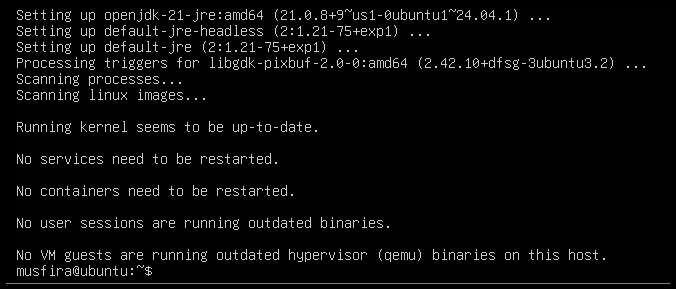 Setting up openjdk-21-jre:amd64 (21.0.8+9~us1-0ubuntu1~24.04.1) ...
Setting up default-jre-headless (2:1.21-75+exp1) ...
Setting up default-jre (2:1.21-75+exp1) ...
Processing triggers for libgdk-pixbuf-2.0-0:amd64 (2.42.10+dfsg-3ubuntu3.2) ...
Scanning processes...
Scanning linux images...

Running kernel seems to be up-to-date.

No services need to be restarted.

No containers need to be restarted.

No user sessions are running outdated binaries.

No VM guests are running outdated hypervisor (qemu) binaries on this host.
musfira@ubuntu:~$